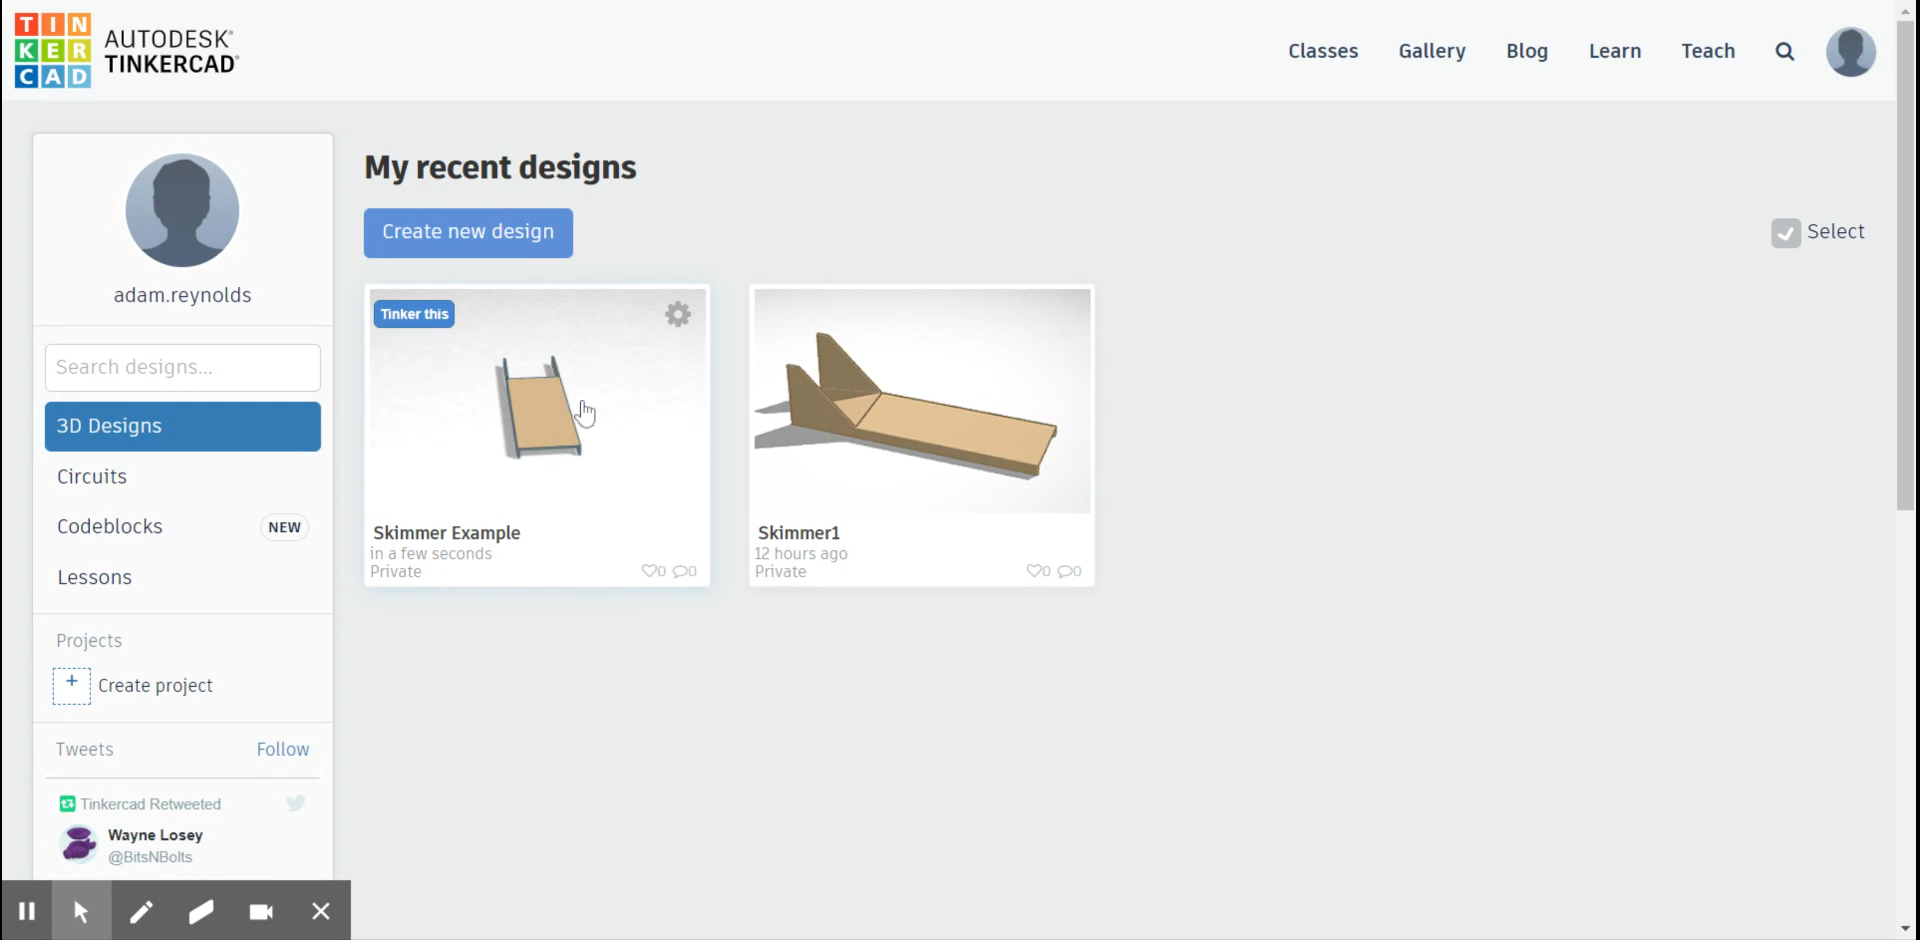 TIN
KER
CAD
AUTODESK®
TINKERCAD®
Classes
Gallery
Blog
Learn
Teach
adam.reynolds
Search designs...
3D Designs
Circuits
Codeblocks
NEW
Lessons
Projects
+ Create project
Tweets
Follow
Tinkercad Retweeted
Wayne Losey
@BitsNBolts
My recent designs
Create new design
Select
Tinker this
Skimmer Example
in a few seconds
Private
0 0
Skimmer1
12 hours ago
Private
0 0